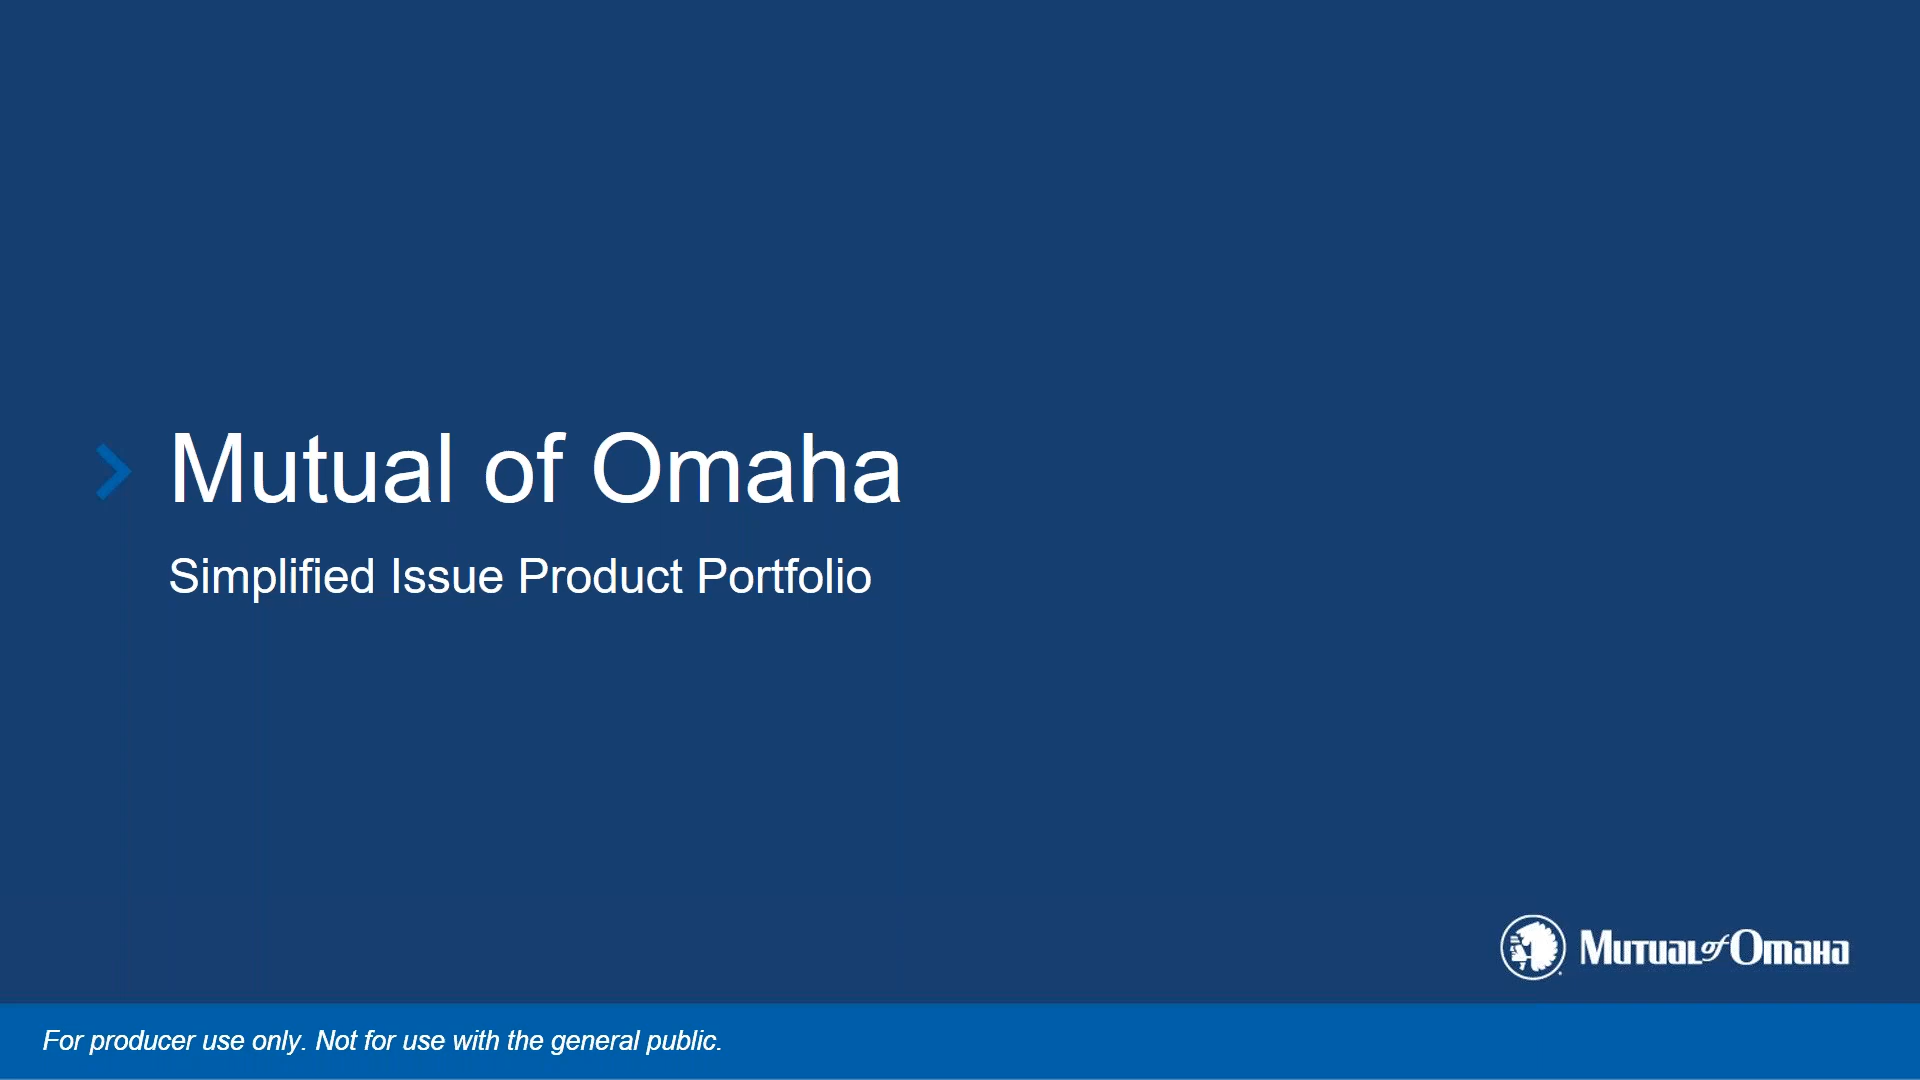 Mutual of Omaha
Simplified Issue Product Portfolio
Mutual of Omaha
For producer use only. Not for use with the general public.